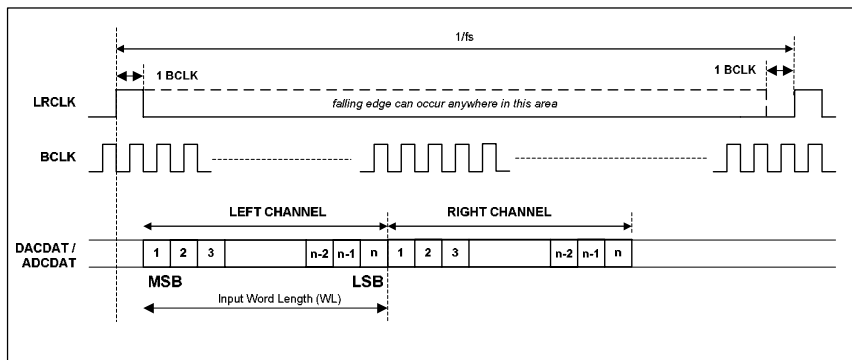 1/fs
1 BCLK
1 BCLK
LRCLK
falling edge can occur anywhere in this area
BCLK
LEFT CHANNEL
RIGHT CHANNEL
DACDAT /
ADCDAT
1 2 3 n-2 n-1 n 1 2 3 n-2 n-1 n
MSB
LSB
Input Word Length (WL)